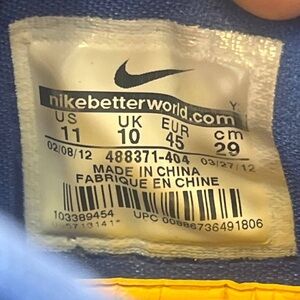 nikebetterworld.com
Y
US UK EUR cm
11 10 45 29
02/08/12 488371-404 03/27/12
MADE IN CHINA
FABRIQUE EN CHINE
103389454
UPC 00886736491806